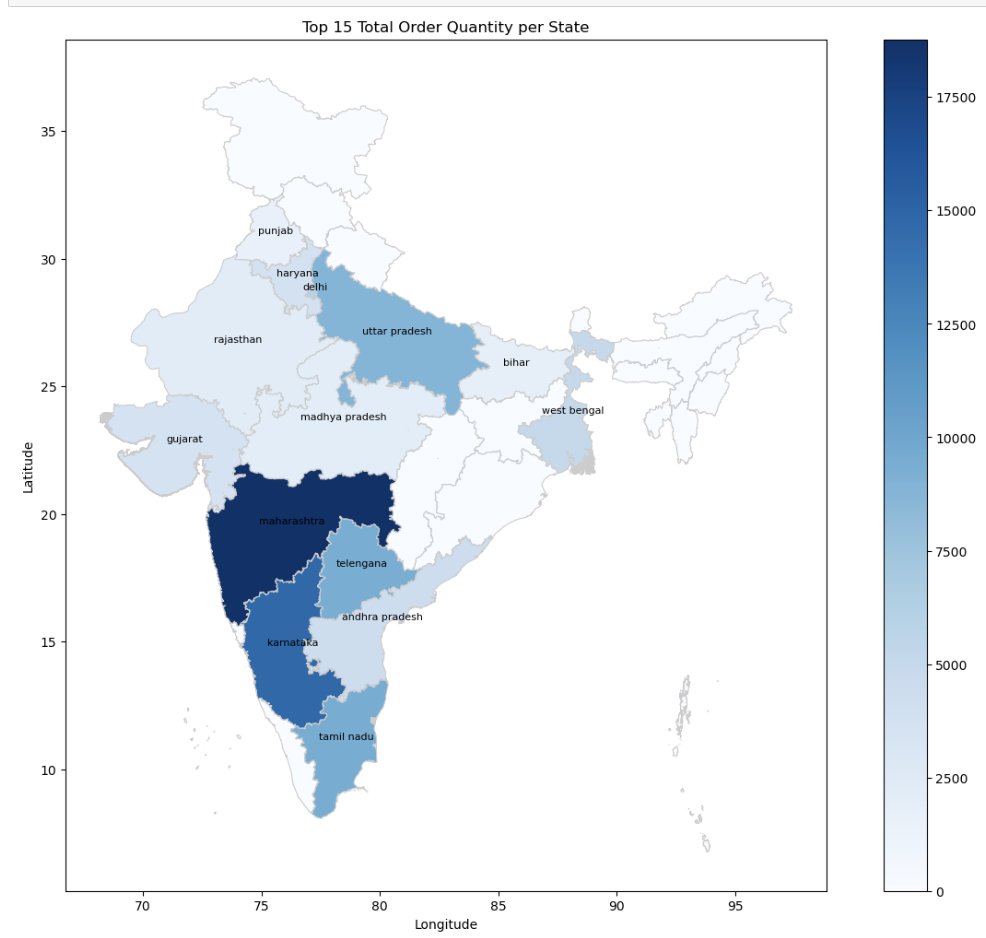 Top 15 Total Order Quantity per State
Latitude
35
30
25
20
15
10
punjab
haryana
delhi
rajasthan
uttar pradesh
bihar
madhya pradesh
west bengal
gujarat
maharashtra
telengana
andhra pradesh
karnataka
tamil nadu
70
75
80
85
90
95
Longitude
17500
15000
12500
10000
7500
5000
2500
0